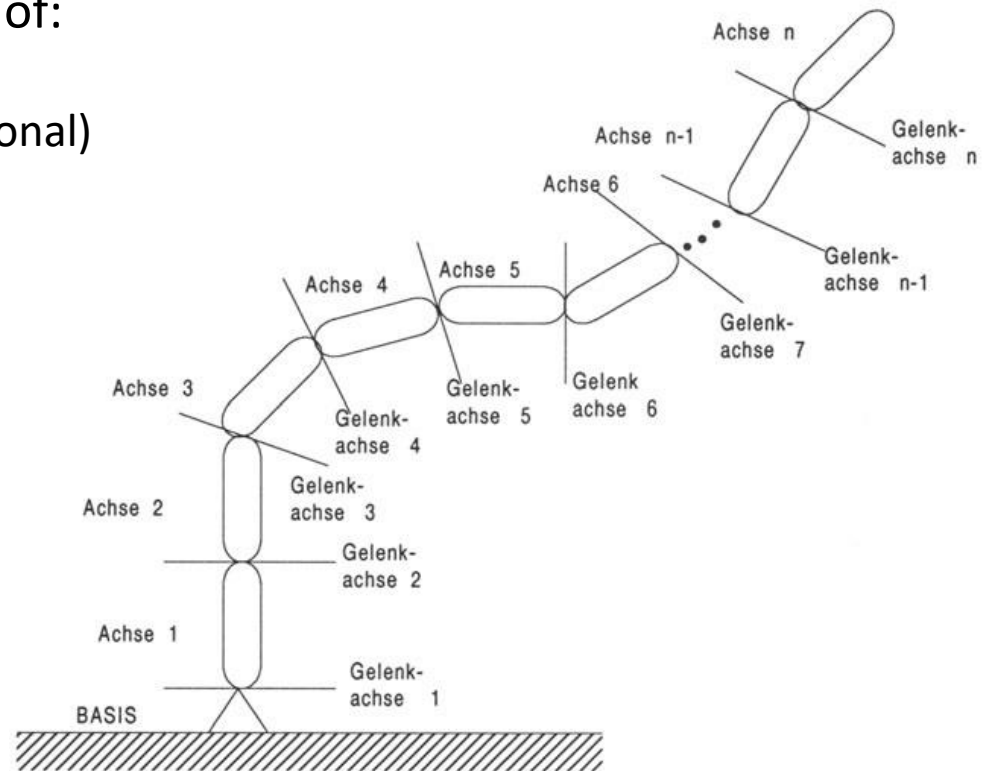 of:
onal)
Achse n
Gelenk-
achse n
Achse n-1
Gelenk-
achse n-1
Achse 6
Gelenk-
achse 7
Achse 5
Gelenk
achse 6
Achse 4
Gelenk-
achse 5
Achse 3
Gelenk-
achse 4
Achse 2
Gelenk-
achse 3
Gelenk-
achse 2
Achse 1
Gelenk-
achse 1
BASIS